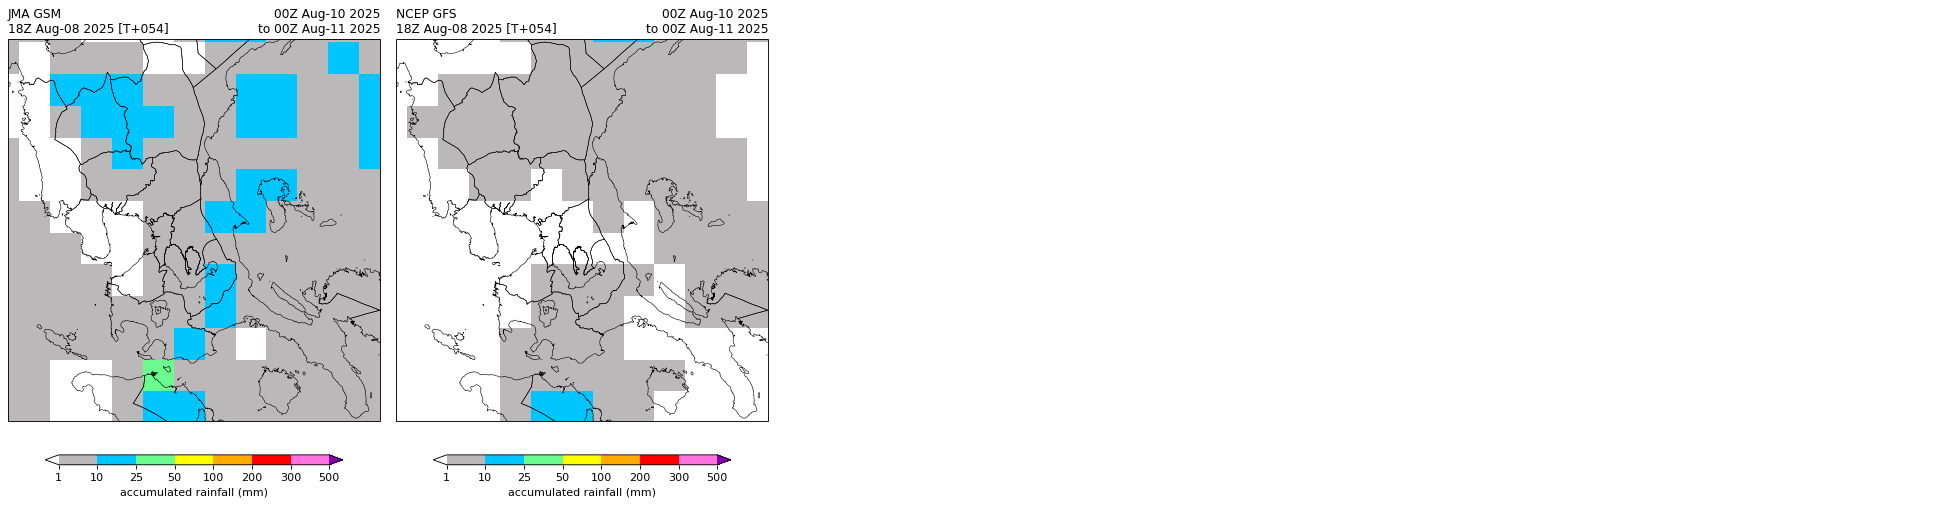 JMA GSM
00Z Aug-10 2025
18Z Aug-08 2025 [T+054]
to 00Z Aug-11 2025
NCEP GFS
00Z Aug-10 2025
18Z Aug-08 2025 [T+054]
to 00Z Aug-11 2025
1 10 25 50 100 200 300 500
accumulated rainfall (mm)
1 10 25 50 100 200 300 500
accumulated rainfall (mm)